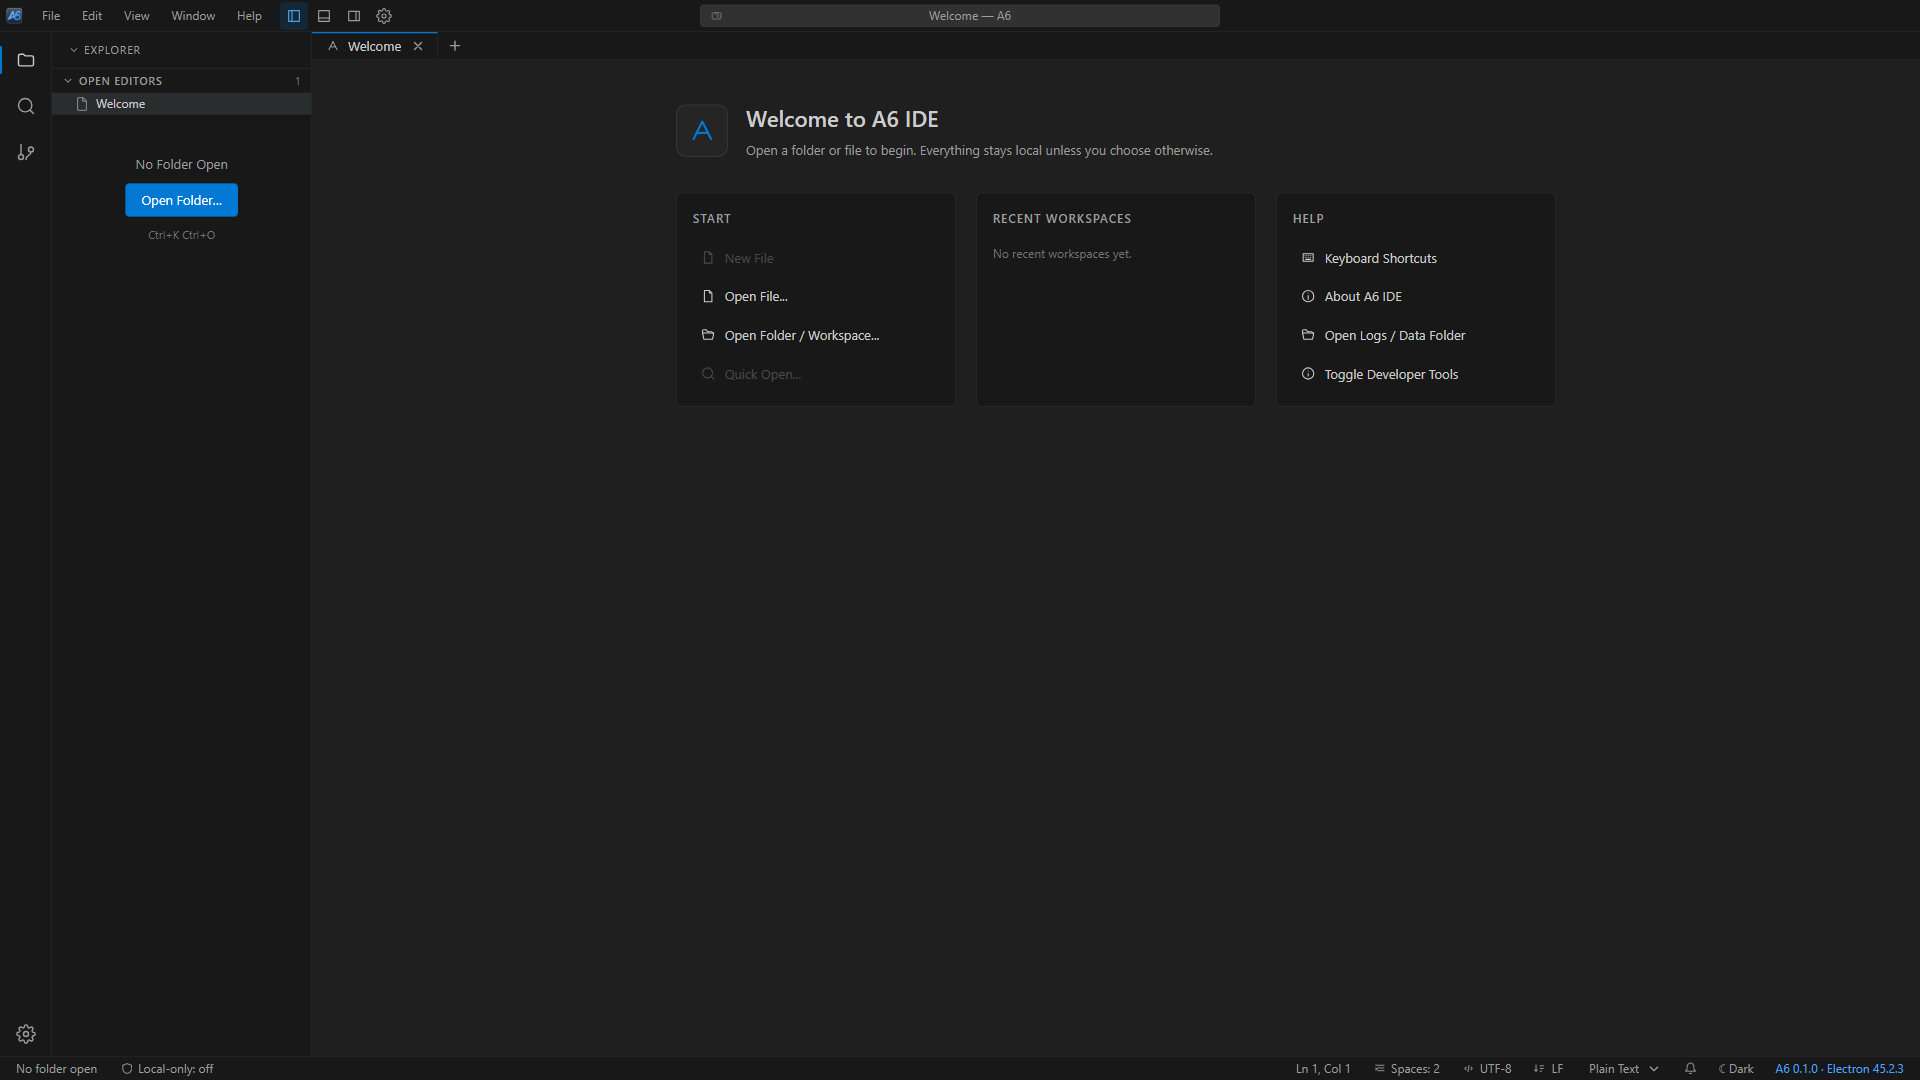 A6 File Edit View Window Help
Welcome — A6
EXPLORER
OPEN EDITORS 1
Welcome
No Folder Open
Open Folder...
Ctrl+K Ctrl+O
Welcome
Welcome to A6 IDE
Open a folder or file to begin. Everything stays local unless you choose otherwise.
START
New File
Open File...
Open Folder / Workspace...
Quick Open...
RECENT WORKSPACES
No recent workspaces yet.
HELP
Keyboard Shortcuts
About A6 IDE
Open Logs / Data Folder
Toggle Developer Tools
No folder open Local-only: off Ln 1, Col 1 Spaces: 2 UTF-8 LF Plain Text Dark A6 0.1.0 · Electron 45.2.3